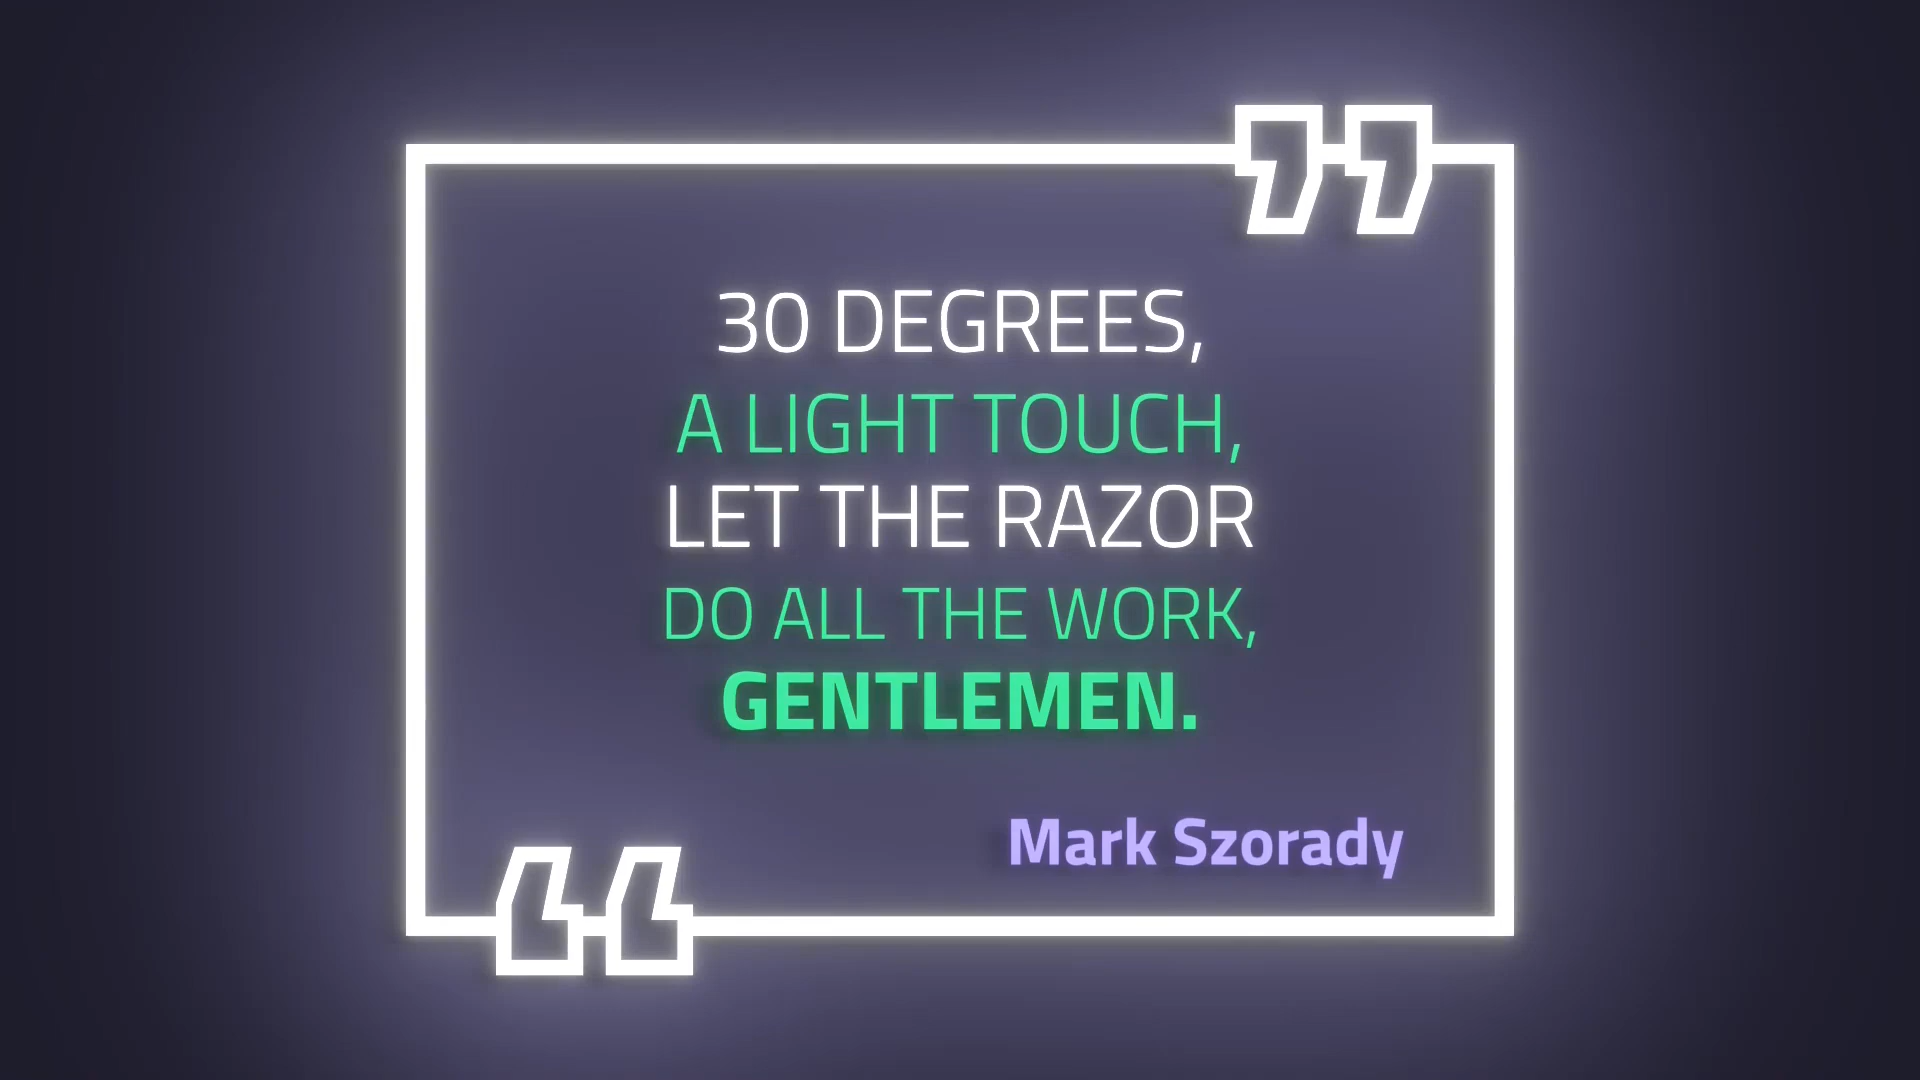 30 DEGREES,
A LIGHT TOUCH,
LET THE RAZOR
DO ALL THE WORK,
GENTLEMEN.
Mark Szorady